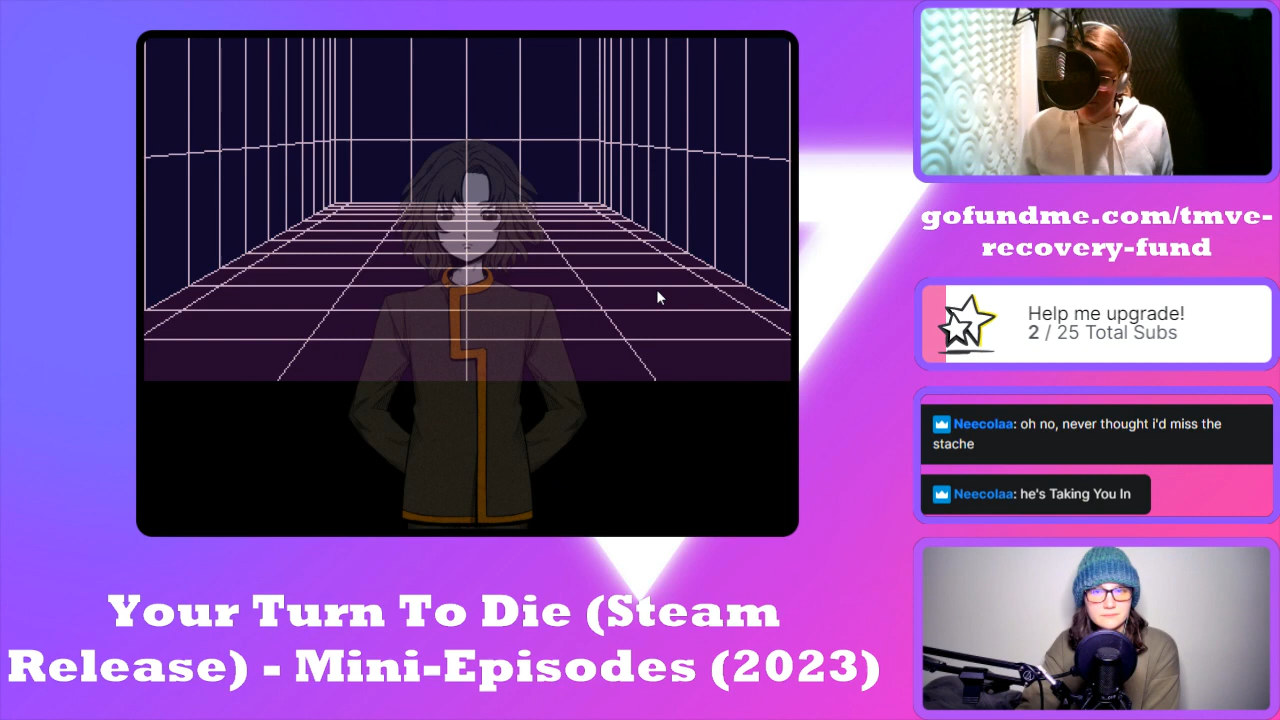 gofundme.com/tmve-
recovery-fund
Help me upgrade!
2 / 25 Total Subs
Neecolaa: oh no, never thought i'd miss the
stache
Neecolaa: he's Taking You In
Your Turn To Die (Steam
Release) - Mini-Episodes (2023)